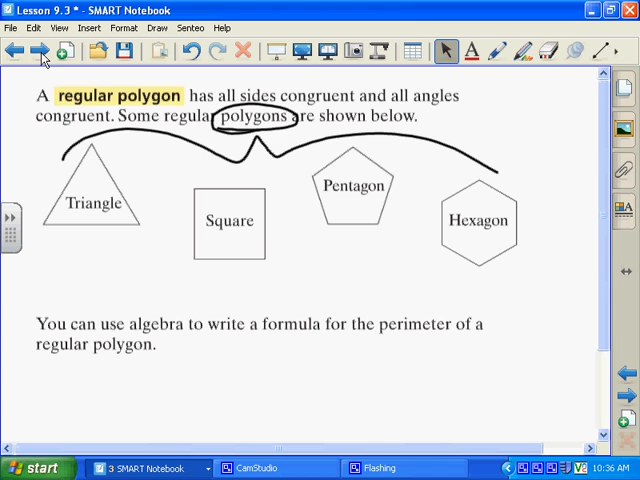 Lesson 9.3 * - SMART Notebook
File Edit View Insert Format Draw Help
A regular polygon has all sides congruent and all angles
congruent. Some regular polygons are shown below.
Triangle
Square
Pentagon
Hexagon
You can use algebra to write a formula for the perimeter of a
regular polygon.
start
3 SMART Notebook
CamStudio
Flashing
10:36 AM